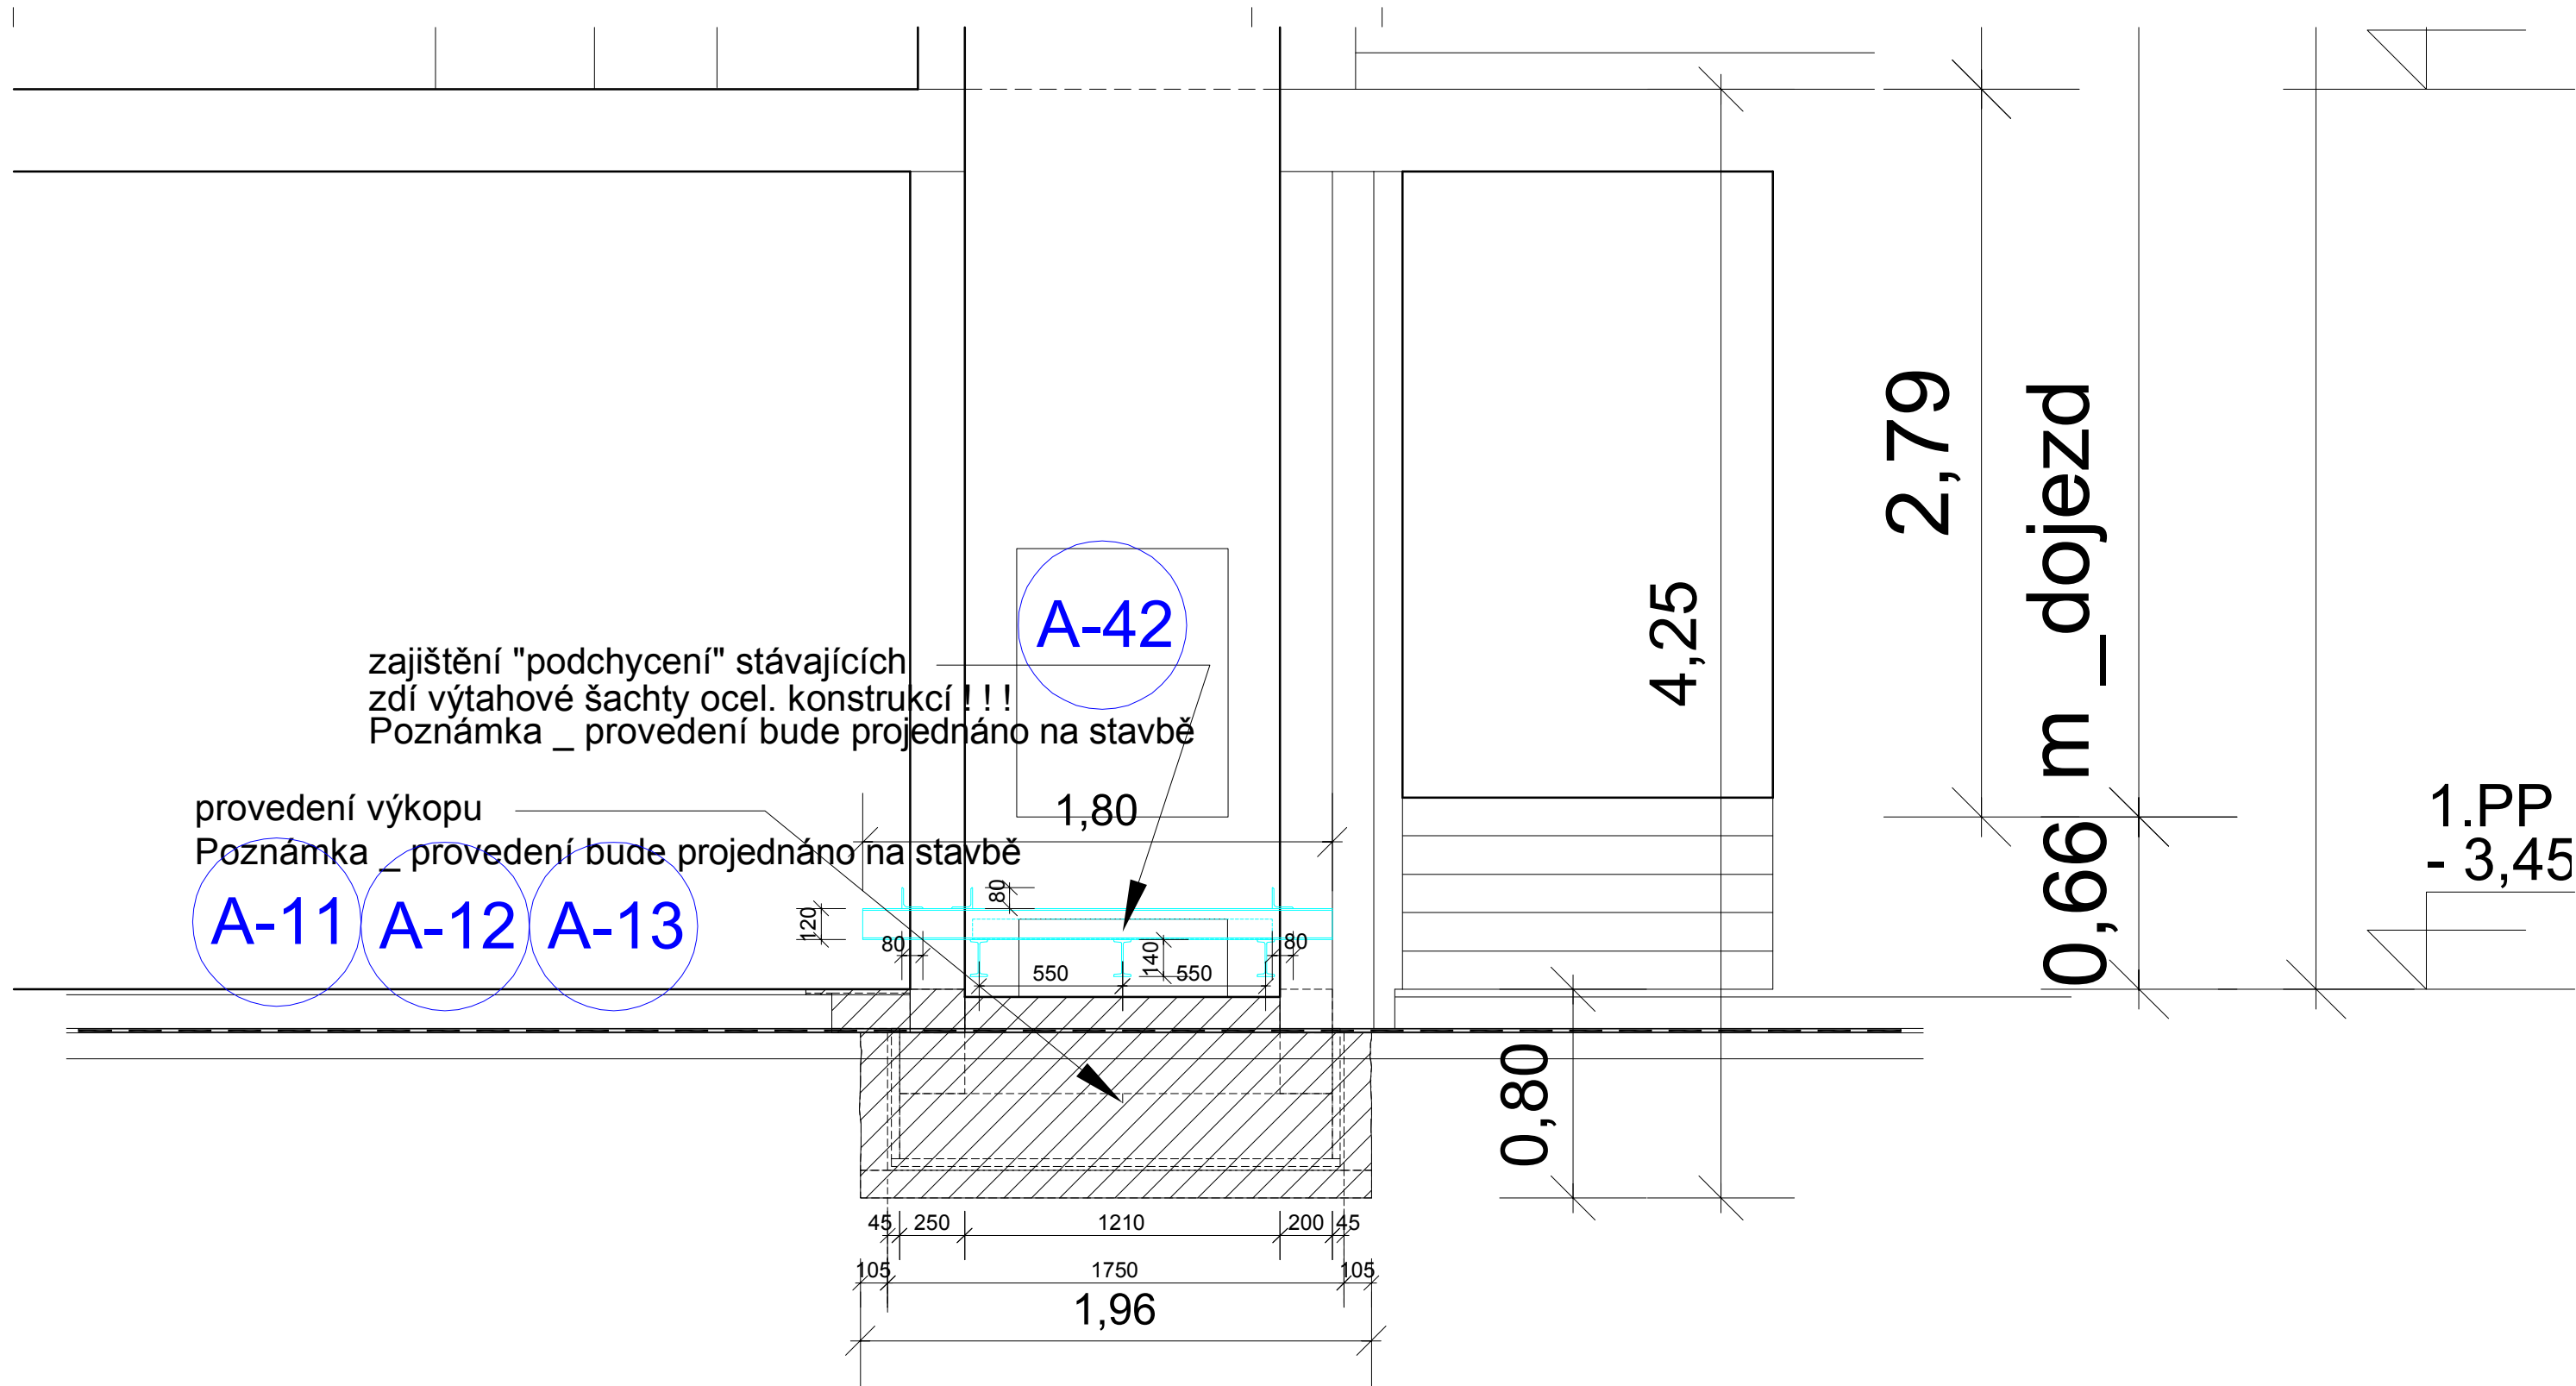 2,79
0,66 m _dojezd
4,25
A-42
zajištění "podchycení" stávajících
zdí výtahové šachty ocel. konstrukcí ! ! !
Poznámka _ provedení bude projednáno na stavbě
provedení výkopu
Poznámka _ provedení bude projednáno na stavbě
1,80
1.PP
- 3,45
A-11
A-12
A-13
120
80
80
140
80
550
550
0,80
45
250
1210
200
45
105
1750
105
1,96